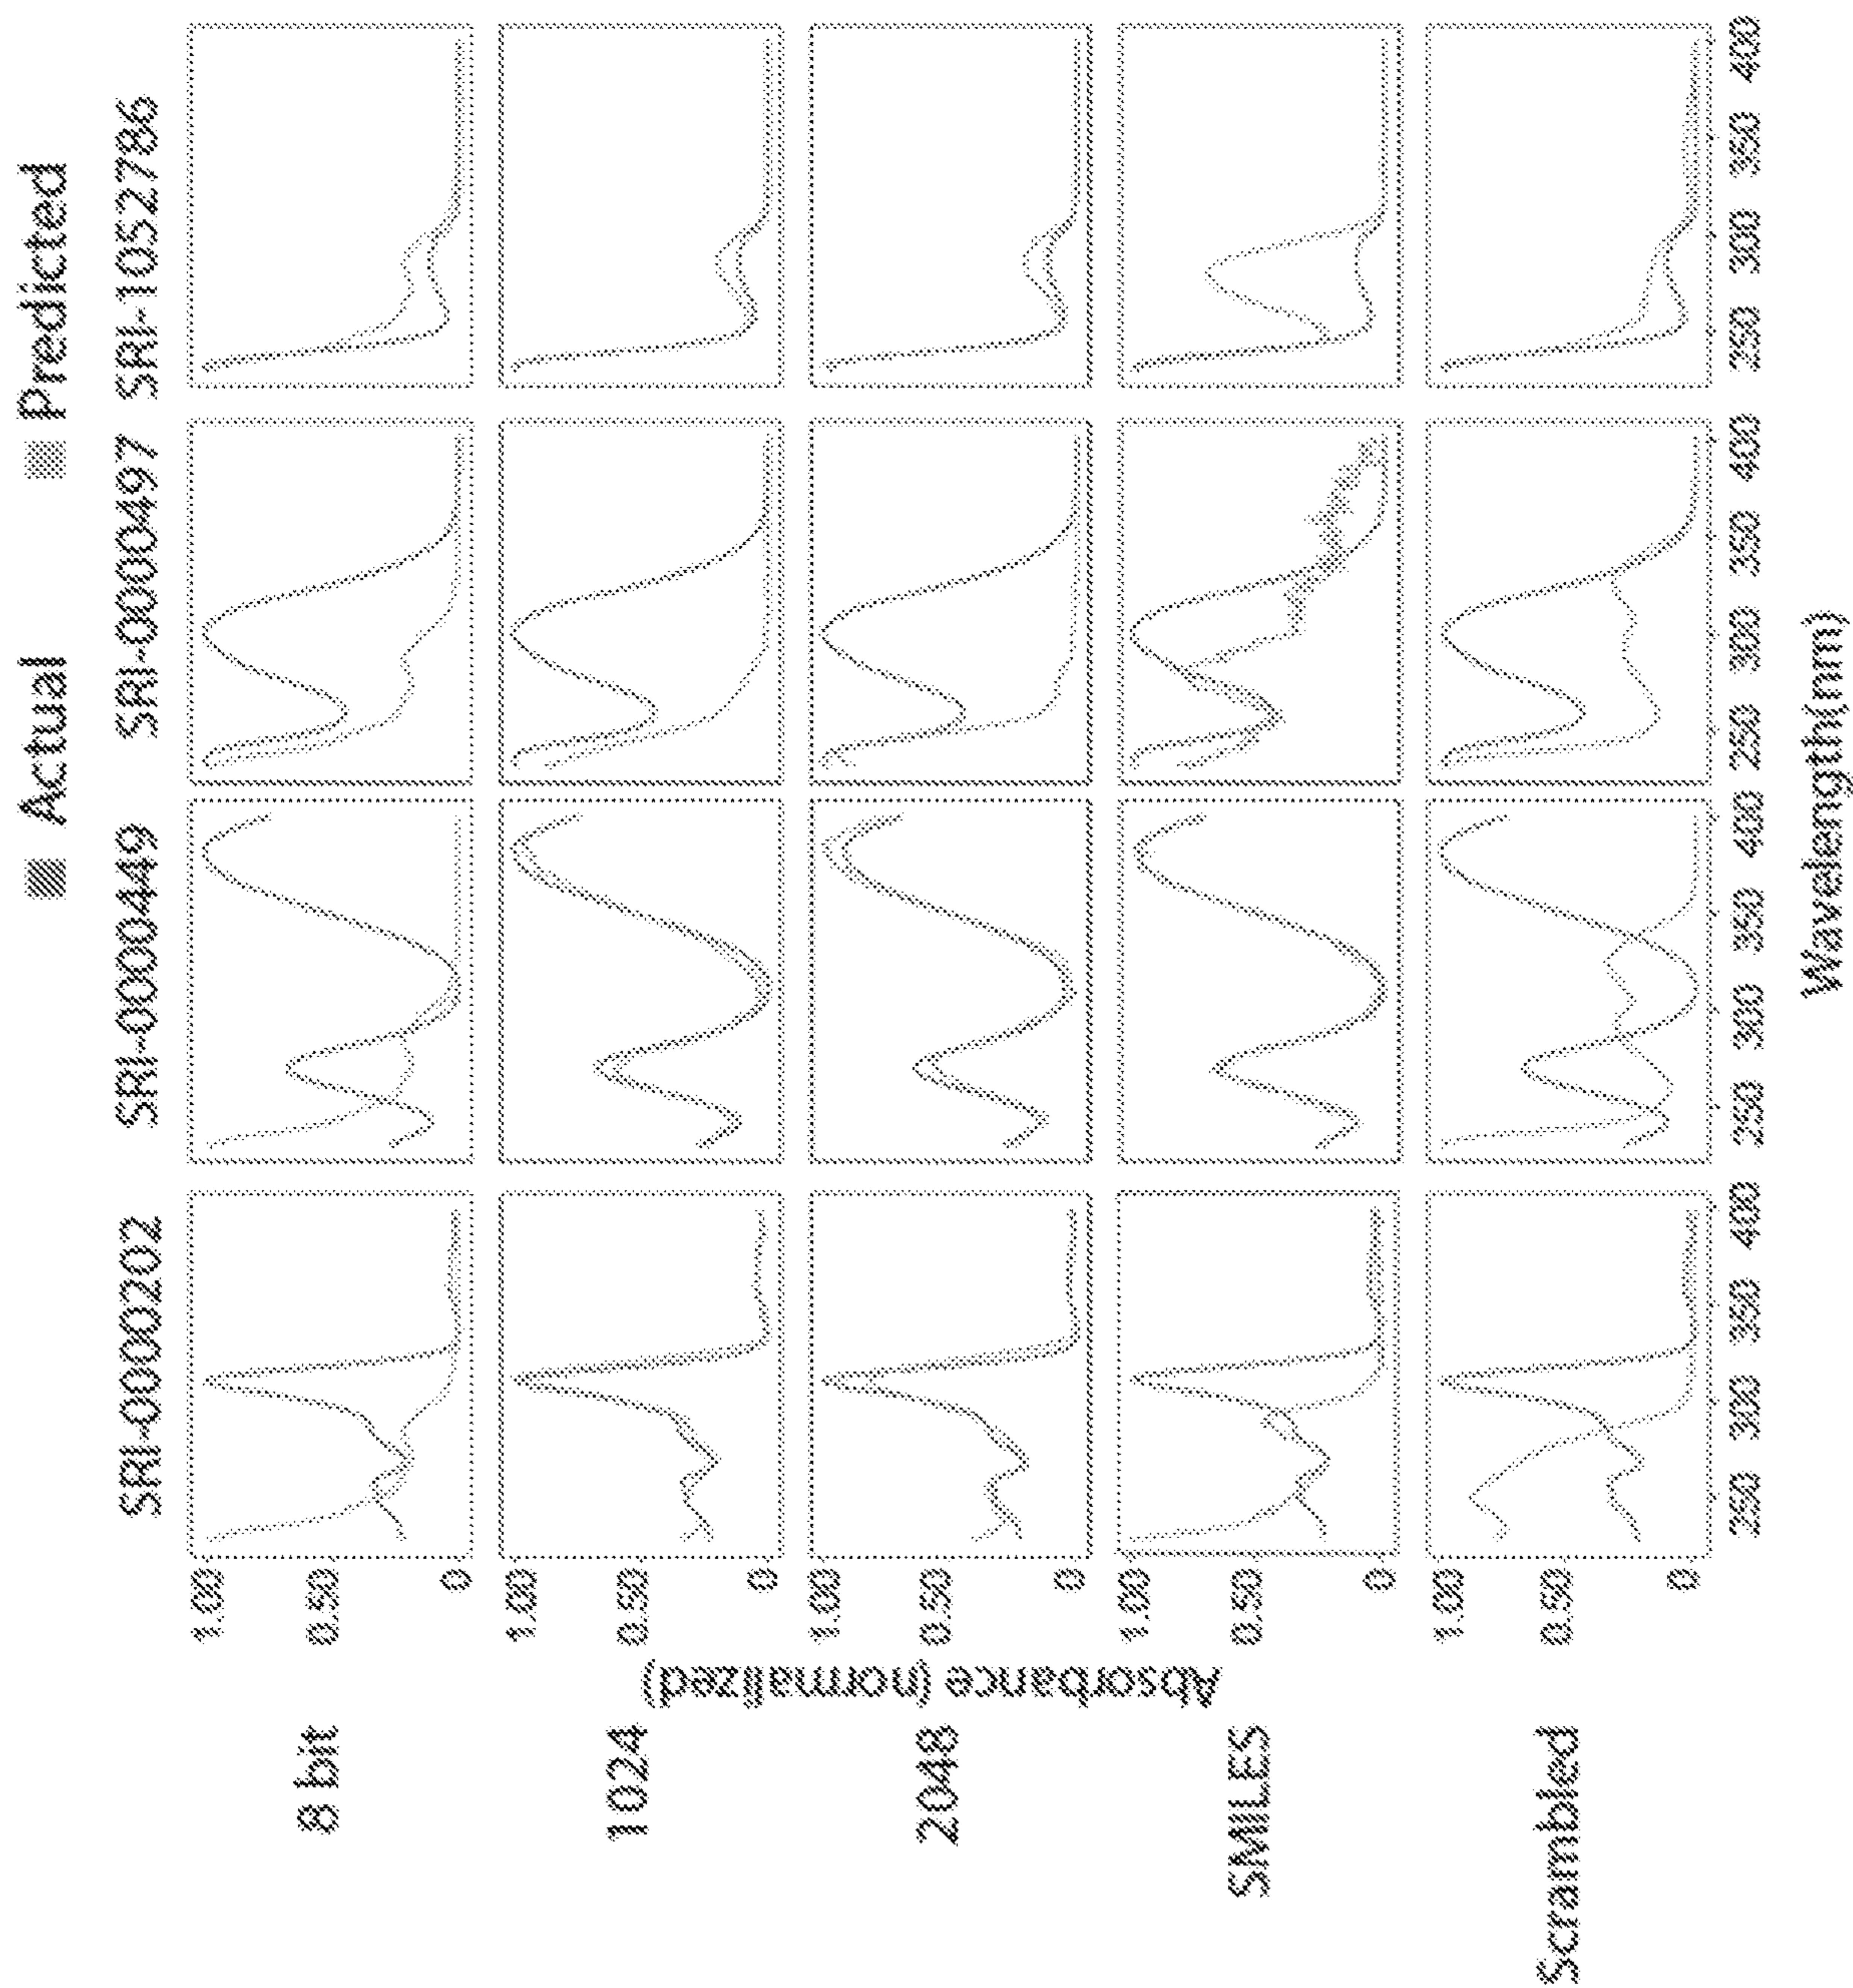 Actual Predicted
SRI-0000202 SRI-0000449 SRI-0000497 SRI-1052786
8 bit
1.00
0.50
0
1024
1.00
0.50
0
2048
1.00
0.50
0
SMILES
1.00
0.50
0
Scrambled
1.00
0.50
0
Absorbance (normalized)
250 300 350 400 250 300 350 400 250 300 350 400 250 300 350 400
Wavelength(nm)